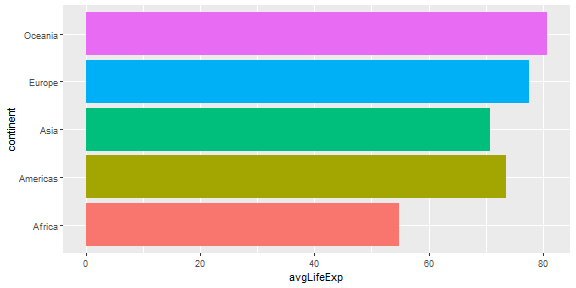 continent
Oceania
Europe
Asia
Americas
Africa
0 20 40 60 80
avgLifeExp